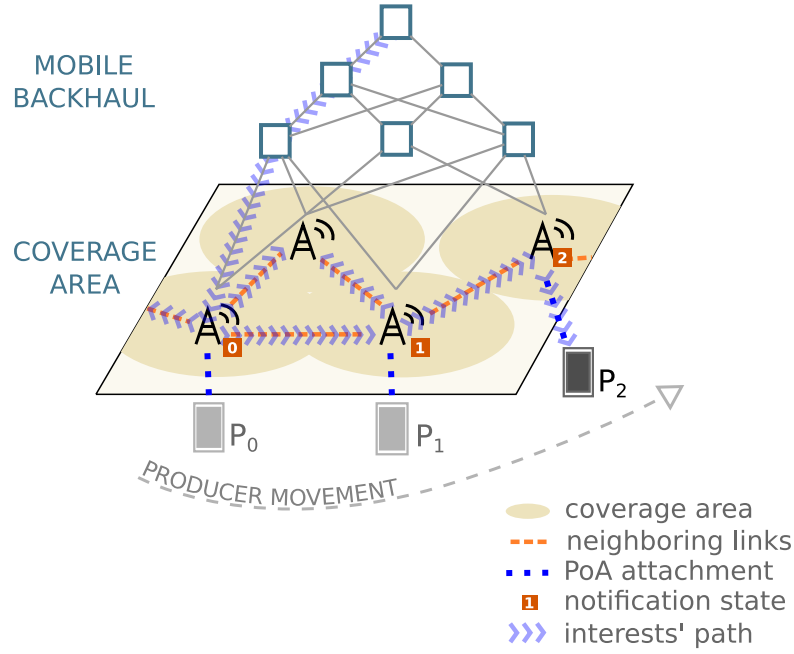 MOBILE
BACKHAUL
COVERAGE
AREA
2
0
1
P2
P0
P1
PRODUCER MOVEMENT
coverage area
neighboring links
PoA attachment
1 notification state
interests' path